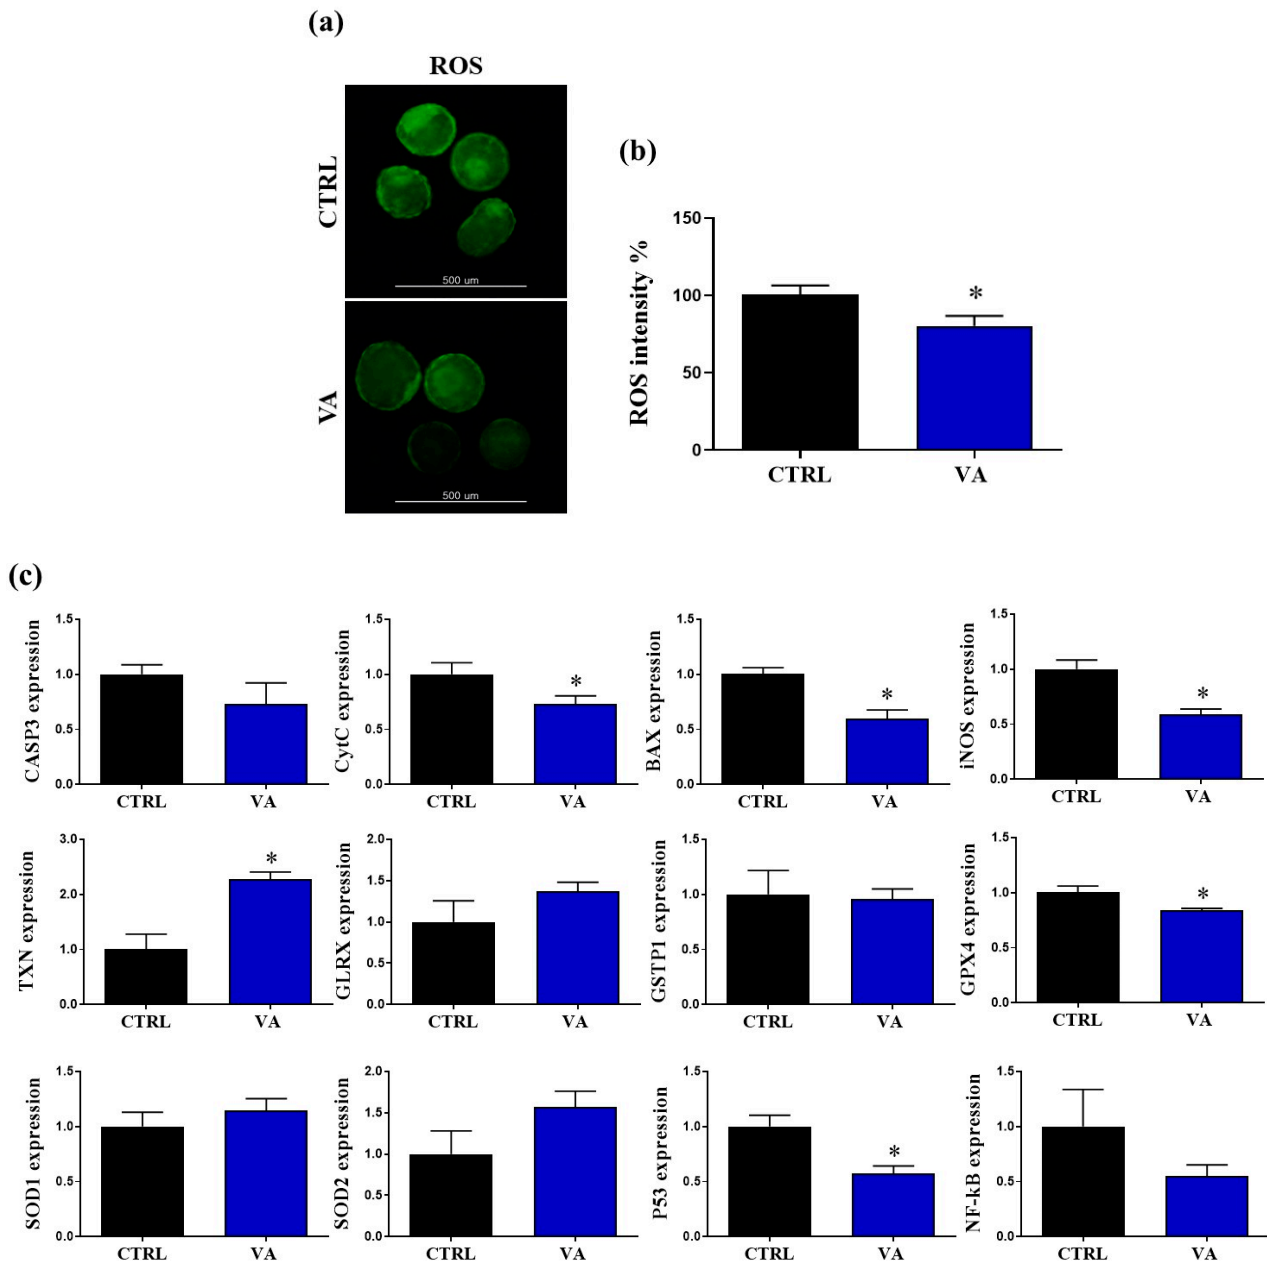 (a)
ROS
CTRL
500 um
VA
500 um
(b)
ROS intensity %
150
100
50
0
*
CTRL
VA
(c)
CASP3 expression
1.5
1.0
0.5
0.0
CTRL
VA
CytC expression
1.5
1.0
0.5
0.0
*
CTRL
VA
BAX expression
1.5
1.0
0.5
0.0
*
CTRL
VA
iNOS expression
1.5
1.0
0.5
0.0
*
CTRL
VA
TXN expression
3.0
2.0
1.0
0.0
*
CTRL
VA
GLRX expression
2.0
1.5
1.0
0.5
0.0
CTRL
VA
GSTP1 expression
1.5
1.0
0.5
0.0
CTRL
VA
GPX4 expression
1.5
1.0
0.5
0.0
*
CTRL
VA
SOD1 expression
1.5
1.0
0.5
0.0
CTRL
VA
SOD2 expression
2.0
1.5
1.0
0.5
0.0
CTRL
VA
P53 expression
1.5
1.0
0.5
0.0
*
CTRL
VA
NF-kB expression
1.5
1.0
0.5
0.0
CTRL
VA